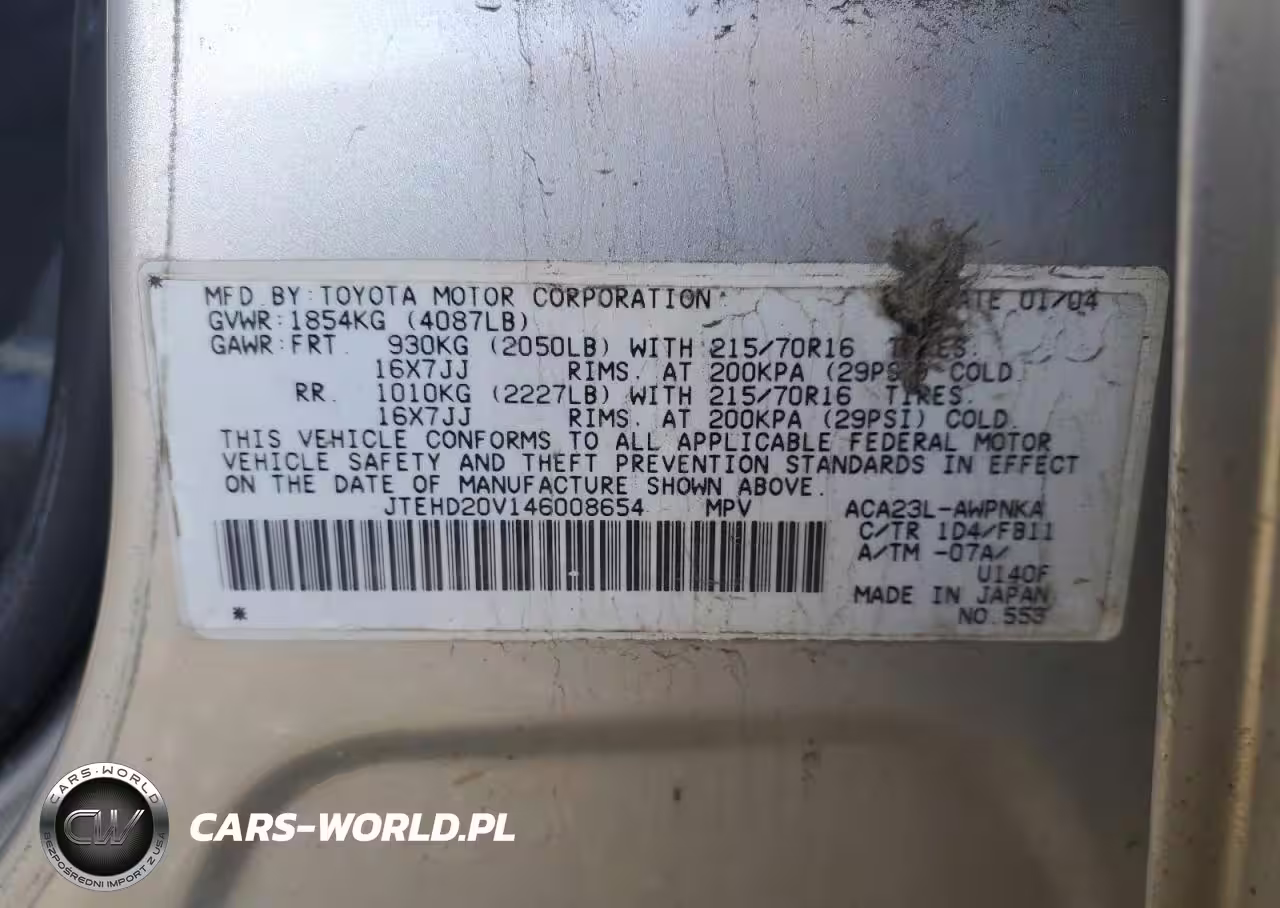 MFD. BY: TOYOTA MOTOR CORPORATION 01/04
GVWR: 1854KG (4087LB)
GAWR: FRT. 930KG (2050LB) WITH 215/70R16 TIRES.
16X7JJ RIMS. AT 200KPA (29PSI) COLD.
RR. 1010KG (2227LB) WITH 215/70R16 TIRES.
16X7JJ RIMS. AT 200KPA (29PSI) COLD.
THIS VEHICLE CONFORMS TO ALL APPLICABLE FEDERAL MOTOR
VEHICLE SAFETY AND THEFT PREVENTION STANDARDS IN EFFECT
ON THE DATE OF MANUFACTURE SHOWN ABOVE.
JTEHD20V146008654 MPV ACA23L-AWPNKA
C/TR 1D4/FB11
A/TM -07A/
U140F
MADE IN JAPAN
NO.553
CARS-WORLD
CW
BEZPOŚREDNI IMPORT Z USA
CARS-WORLD.PL